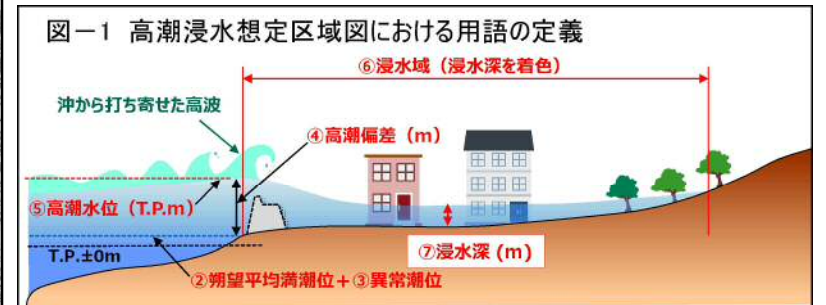 図－1 高潮浸水想定区域図における用語の定義
⑥浸水域（浸水深を着色）
沖から打ち寄せた高波
④高潮偏差（m）
⑤高潮水位（T.P.m）
⑦浸水深 (m)
T.P.±0m
②朔望平均満潮位＋③異常潮位